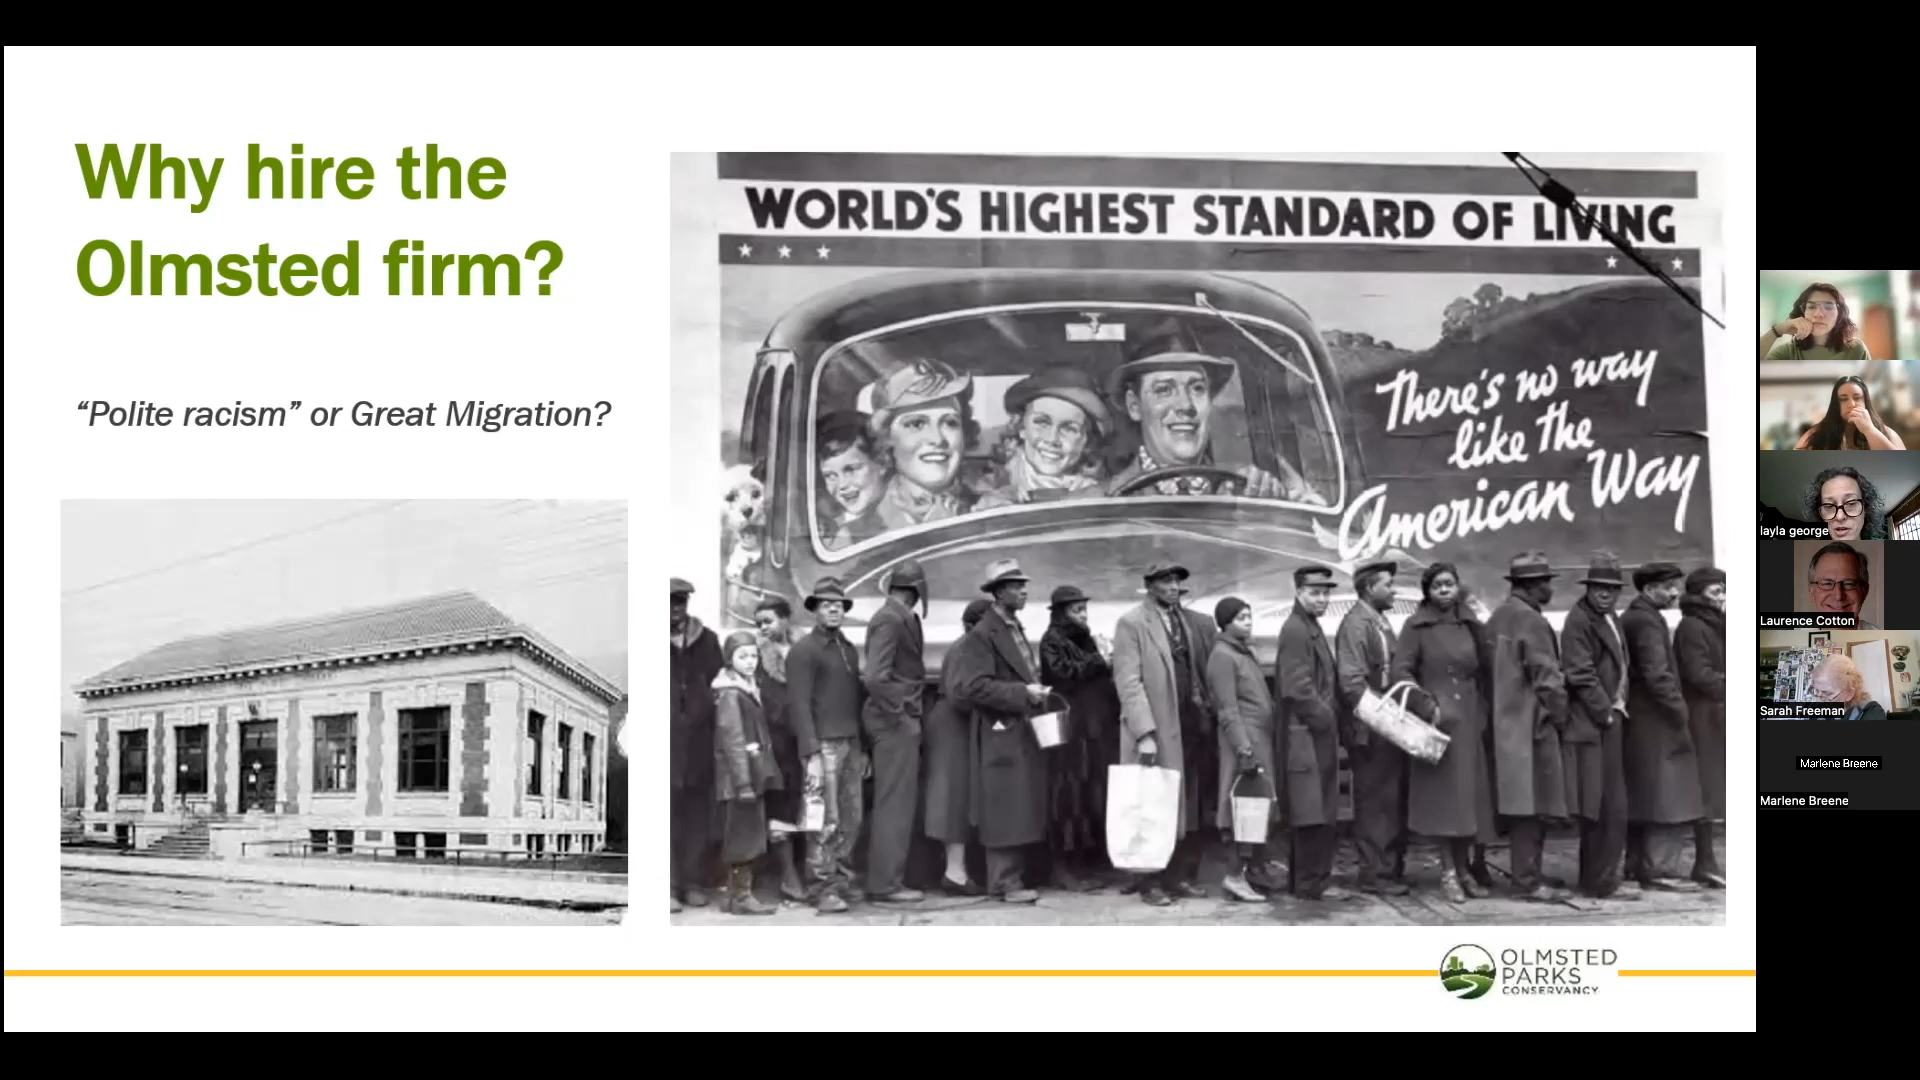 Why hire the
Olmsted firm?
“Polite racism” or Great Migration?
WORLD'S HIGHEST STANDARD OF LIVING
There's no way
like the
American Way
OLMSTED
PARKS
CONSERVANCY
layla george
Laurence Cotton
Sarah Freeman
Marlene Breene
Marlene Breene